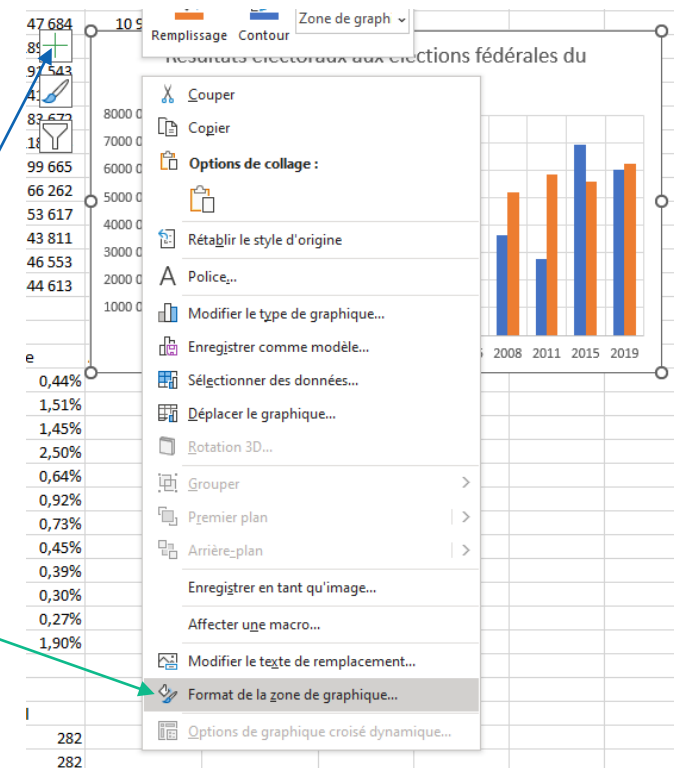 47 684
10 9
Zone de graph
Remplissage Contour
Résultats électoraux aux élections fédérales du
91 543
83 672
99 665
66 262
53 617
43 811
46 553
44 613
e
0,44%
1,51%
1,45%
2,50%
0,64%
0,92%
0,73%
0,45%
0,39%
0,30%
0,27%
1,90%
l
282
282
8000 0
7000 0
6000 0
5000 0
4000 0
3000 0
2000 0
1000 0
2008 2011 2015 2019
Couper
Copier
Options de collage :
Rétablir le style d'origine
Police...
Modifier le type de graphique...
Enregistrer comme modèle...
Sélectionner des données...
Déplacer le graphique...
Rotation 3D...
Grouper
Premier plan
Arrière-plan
Enregistrer en tant qu'image...
Affecter une macro...
Modifier le texte de remplacement...
Format de la zone de graphique...
Options de graphique croisé dynamique...